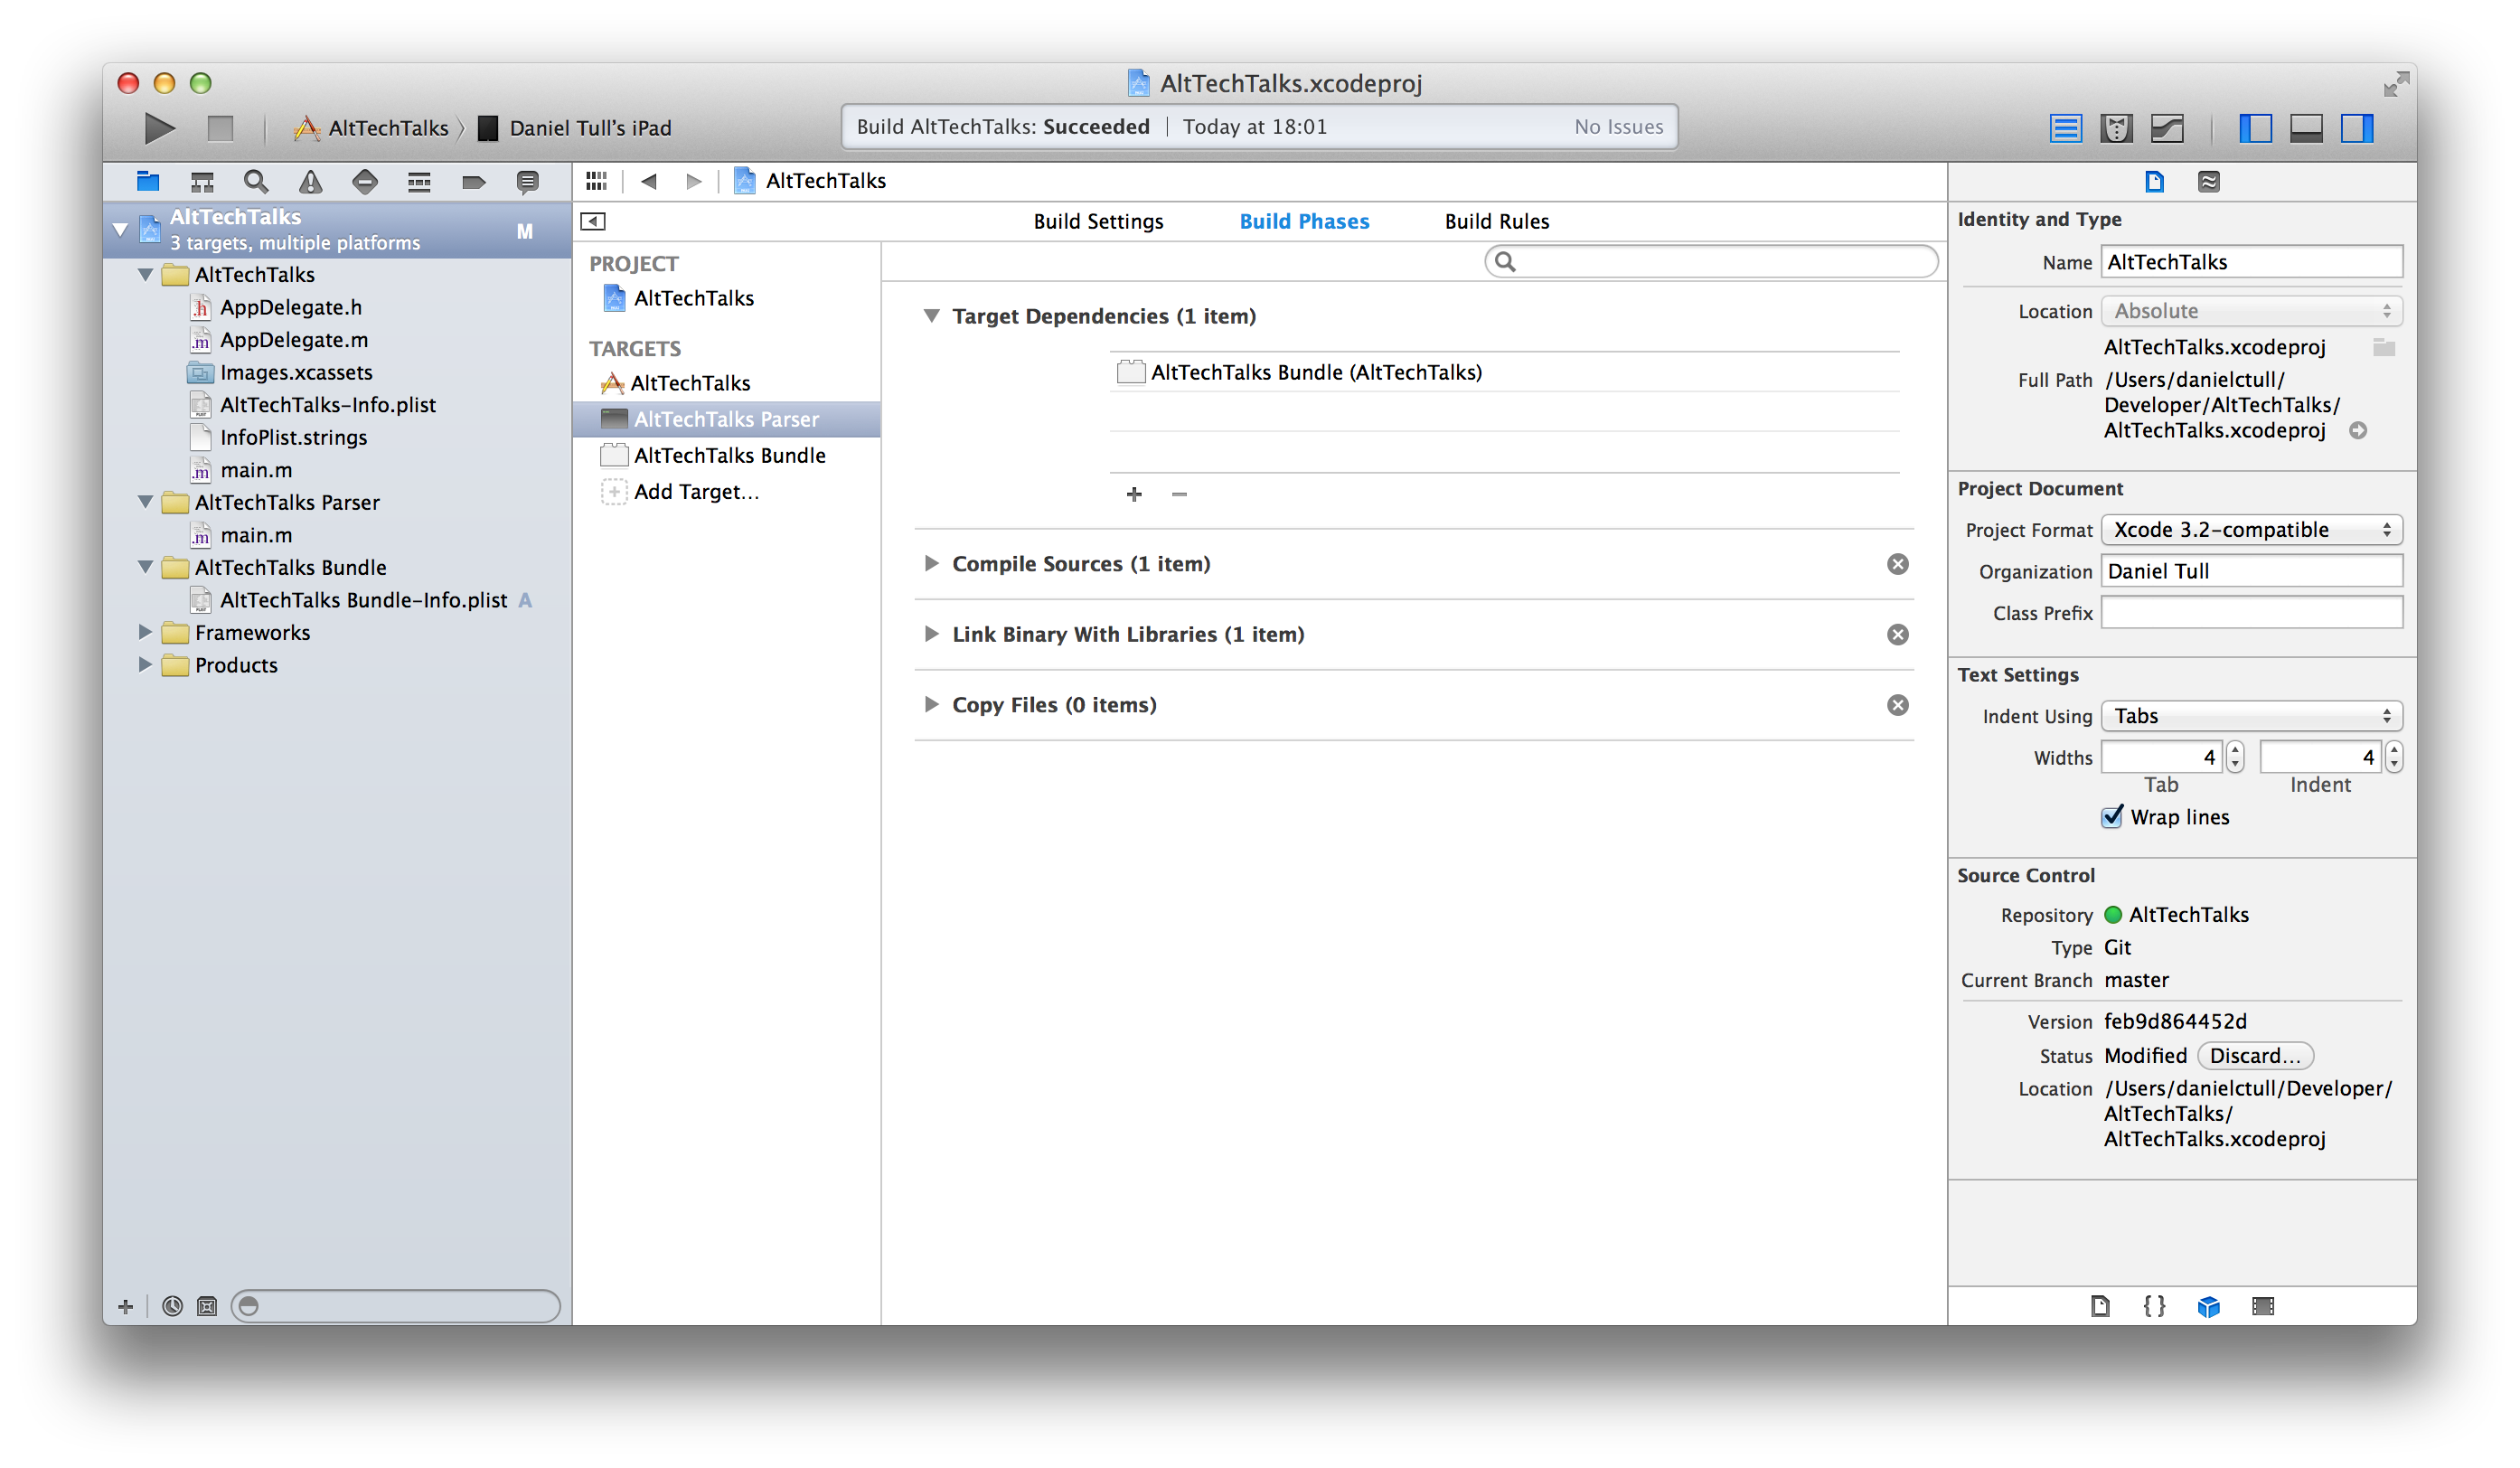 AltTechTalks.xcodeproj
AltTechTalks
Daniel Tull's iPad
Build AltTechTalks: Succeeded
Today at 18:01
No Issues
AltTechTalks
3 targets, multiple platforms
M
AltTechTalks
AppDelegate.h
AppDelegate.m
Images.xcassets
AltTechTalks-Info.plist
InfoPlist.strings
main.m
AltTechTalks Parser
main.m
AltTechTalks Bundle
AltTechTalks Bundle-Info.plist A
Frameworks
Products
AltTechTalks
Build Settings
Build Phases
Build Rules
PROJECT
AltTechTalks
TARGETS
AltTechTalks
AltTechTalks Parser
AltTechTalks Bundle
Add Target...
Target Dependencies (1 item)
AltTechTalks Bundle (AltTechTalks)
Compile Sources (1 item)
Link Binary With Libraries (1 item)
Copy Files (0 items)
Identity and Type
Name AltTechTalks
Location Absolute
AltTechTalks.xcodeproj
Full Path /Users/danielctull/
Developer/AltTechTalks/
AltTechTalks.xcodeproj
Project Document
Project Format Xcode 3.2-compatible
Organization Daniel Tull
Class Prefix
Text Settings
Indent Using Tabs
Widths 4 4
Tab Indent
Wrap lines
Source Control
Repository AltTechTalks
Type Git
Current Branch master
Version feb9d864452d
Status Modified Discard...
Location /Users/danielctull/Developer/
AltTechTalks/
AltTechTalks.xcodeproj